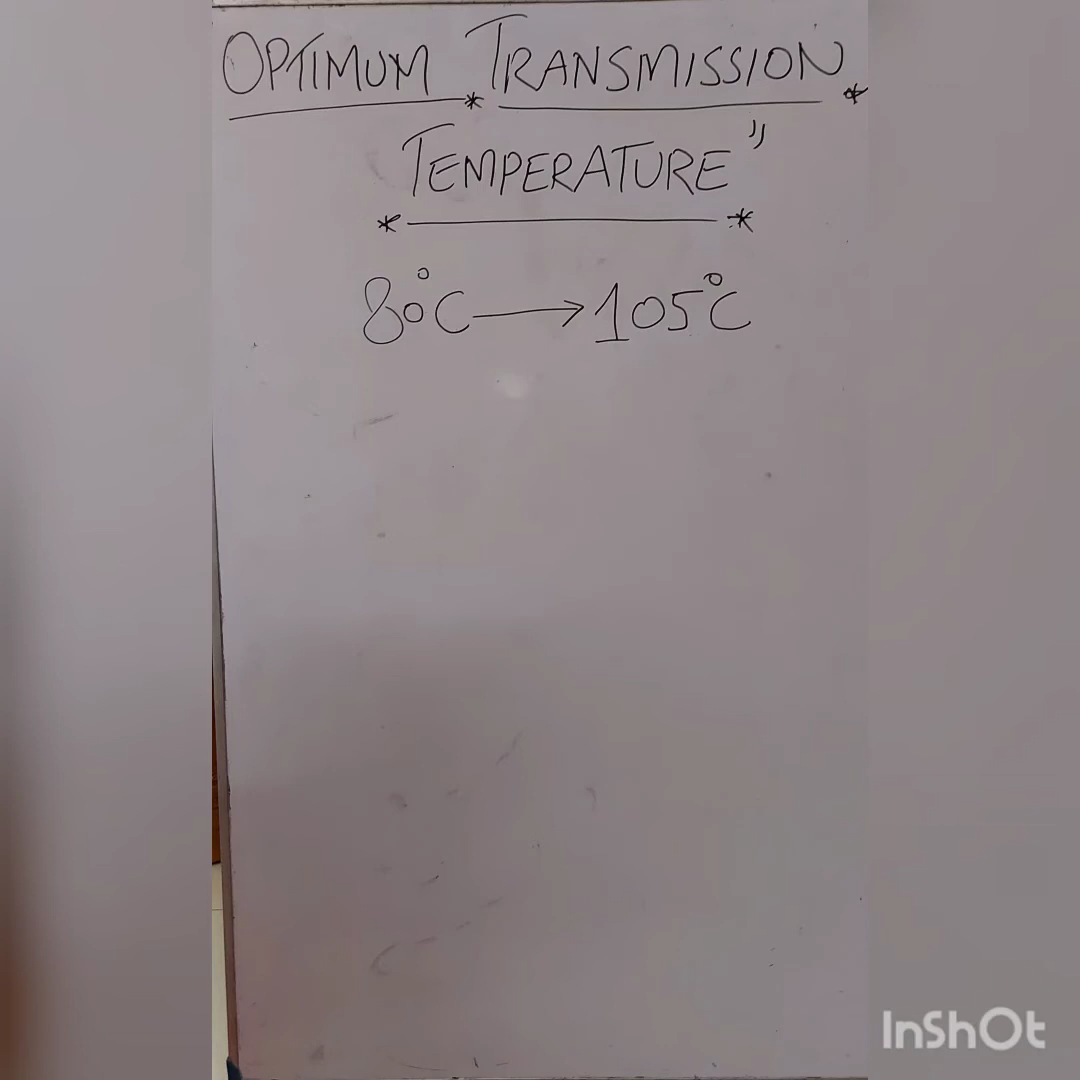 OPTIMUM TRANSMISSION
TEMPERATURE"
80°C → 105°C
InShOt